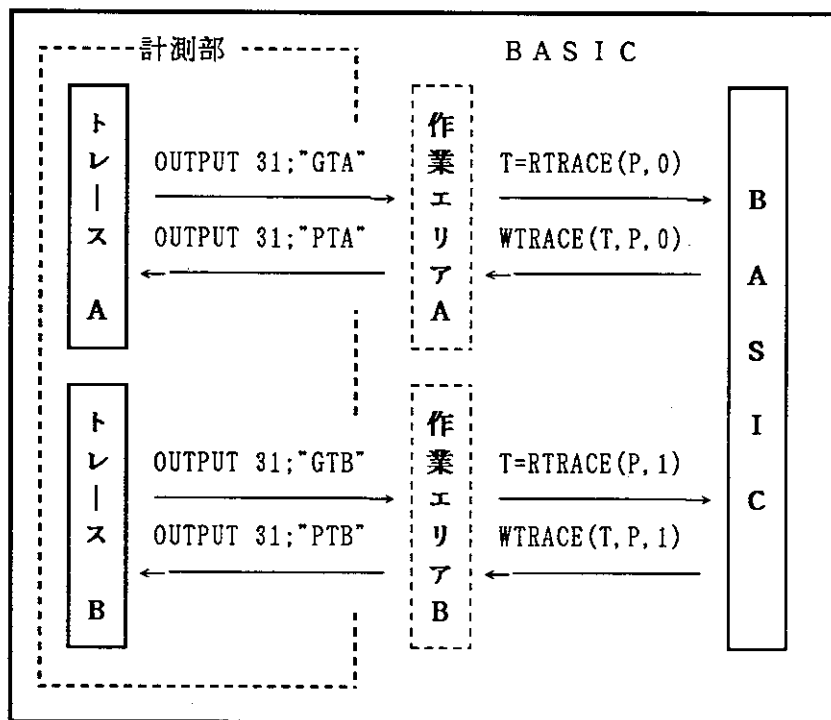 計測部
BASIC
トレース A
OUTPUT 31;"GTA"
OUTPUT 31;"PTA"
作業エリアA
T=RTRACE(P,0)
WTRACE(T,P,0)
BASIC
トレース B
OUTPUT 31;"GTB"
OUTPUT 31;"PTB"
作業エリアB
T=RTRACE(P,1)
WTRACE(T,P,1)